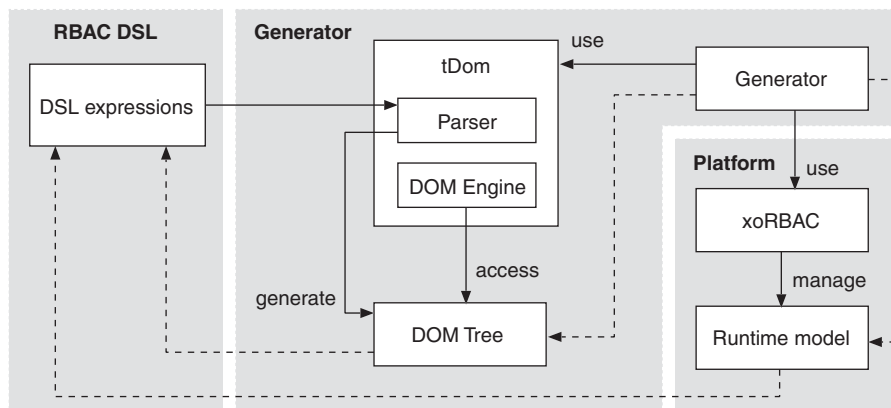 RBAC DSL
Generator
use
tDom
Generator
DSL expressions
Parser
Platform
DOM Engine
use
xoRBAC
access
manage
generate
DOM Tree
Runtime model